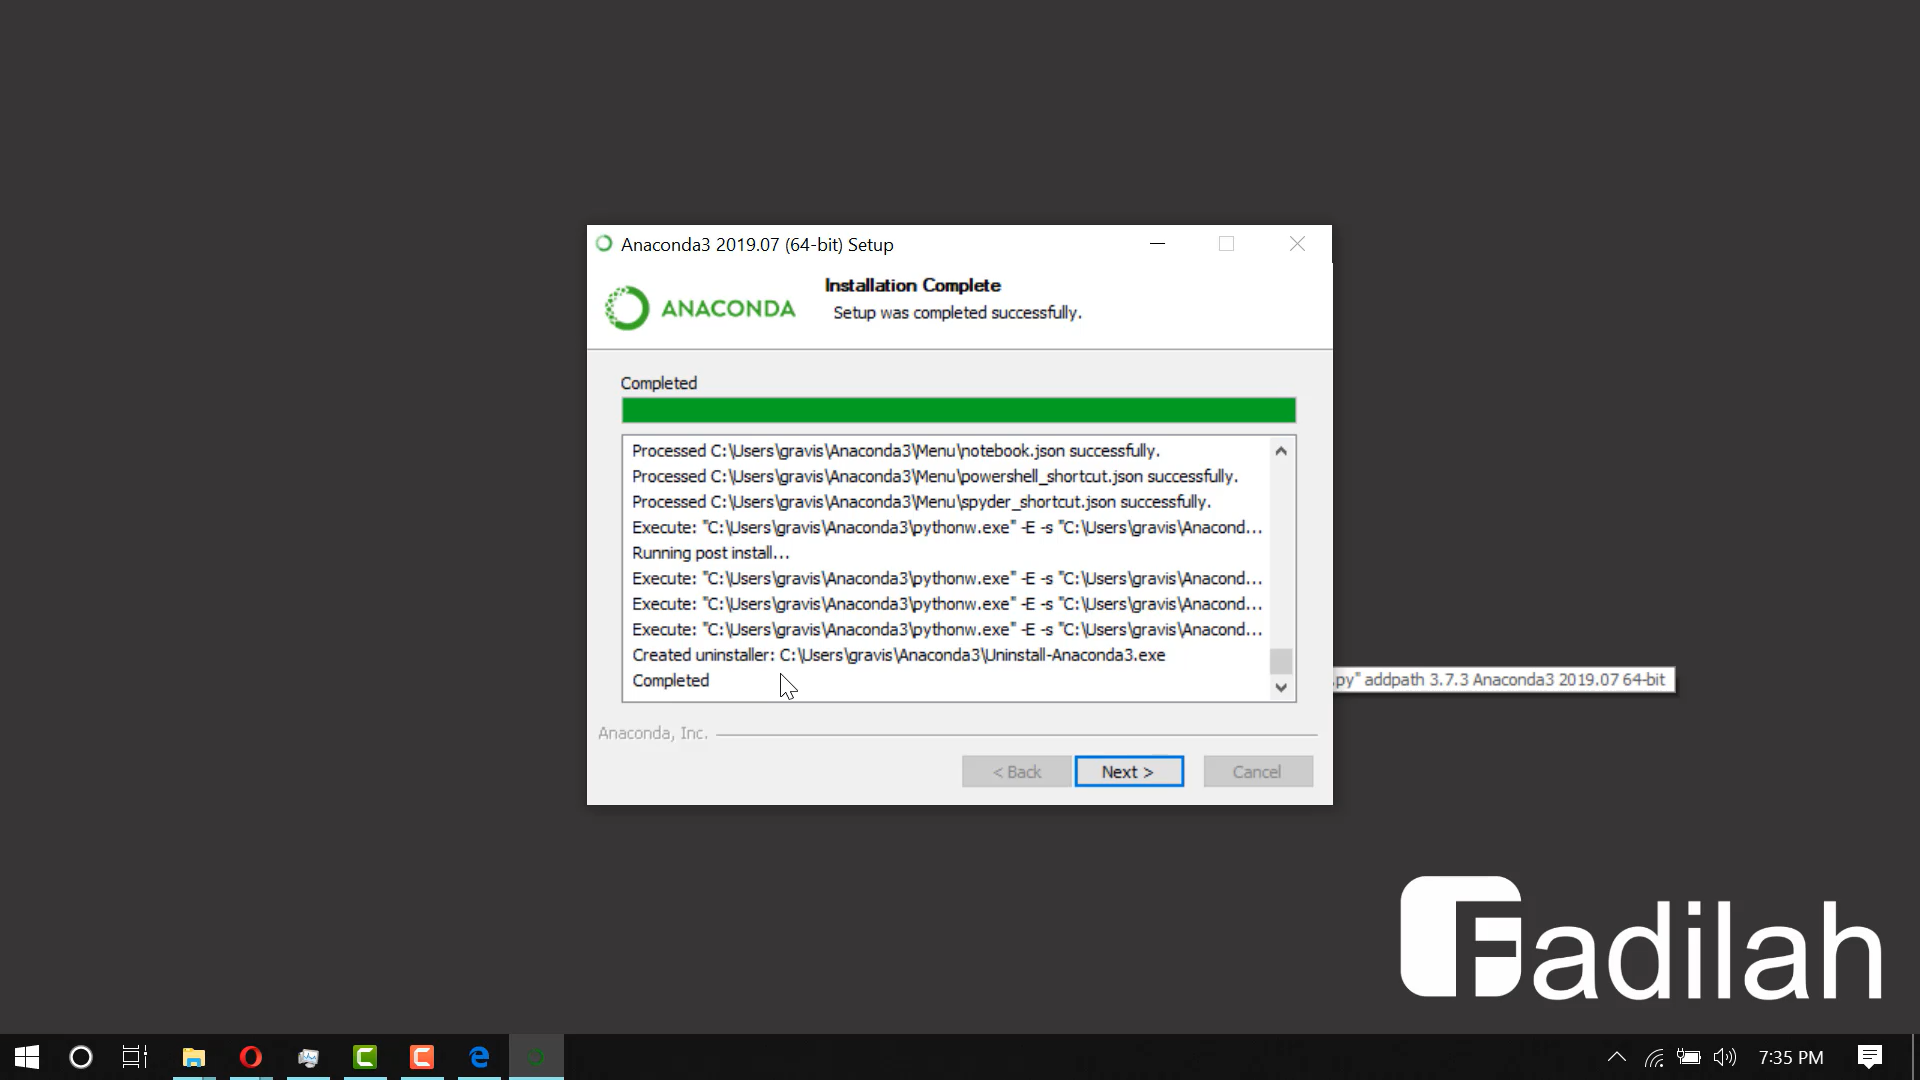 Anaconda3 2019.07 (64-bit) Setup
ANACONDA
Installation Complete
Setup was completed successfully.
Completed
Processed C:\Users\gravis\Anaconda3\Menu\notebook.json successfully.
Processed C:\Users\gravis\Anaconda3\Menu\powershell_shortcut.json successfully.
Processed C:\Users\gravis\Anaconda3\Menu\spyder_shortcut.json successfully.
Execute: "C:\Users\gravis\Anaconda3\pythonw.exe" -E -s "C:\Users\gravis\Anacond...
Running post install...
Execute: "C:\Users\gravis\Anaconda3\pythonw.exe" -E -s "C:\Users\gravis\Anacond...
Execute: "C:\Users\gravis\Anaconda3\pythonw.exe" -E -s "C:\Users\gravis\Anacond...
Execute: "C:\Users\gravis\Anaconda3\pythonw.exe" -E -s "C:\Users\gravis\Anacond...
Created uninstaller: C:\Users\gravis\Anaconda3\Uninstall-Anaconda3.exe
Completed
.py" addpath 3.7.3 Anaconda3 2019.07 64-bit
Anaconda, Inc.
< Back
Next >
Cancel
Fadilah
7:35 PM